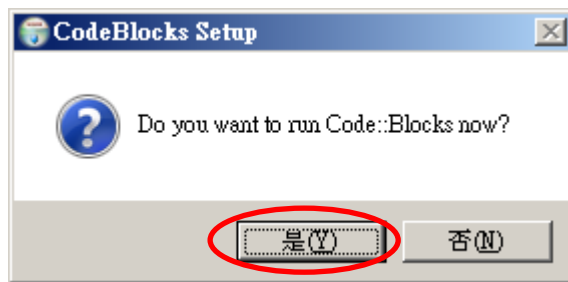 CodeBlocks Setup
Do you want to run Code::Blocks now?
是(Y) 否(N)